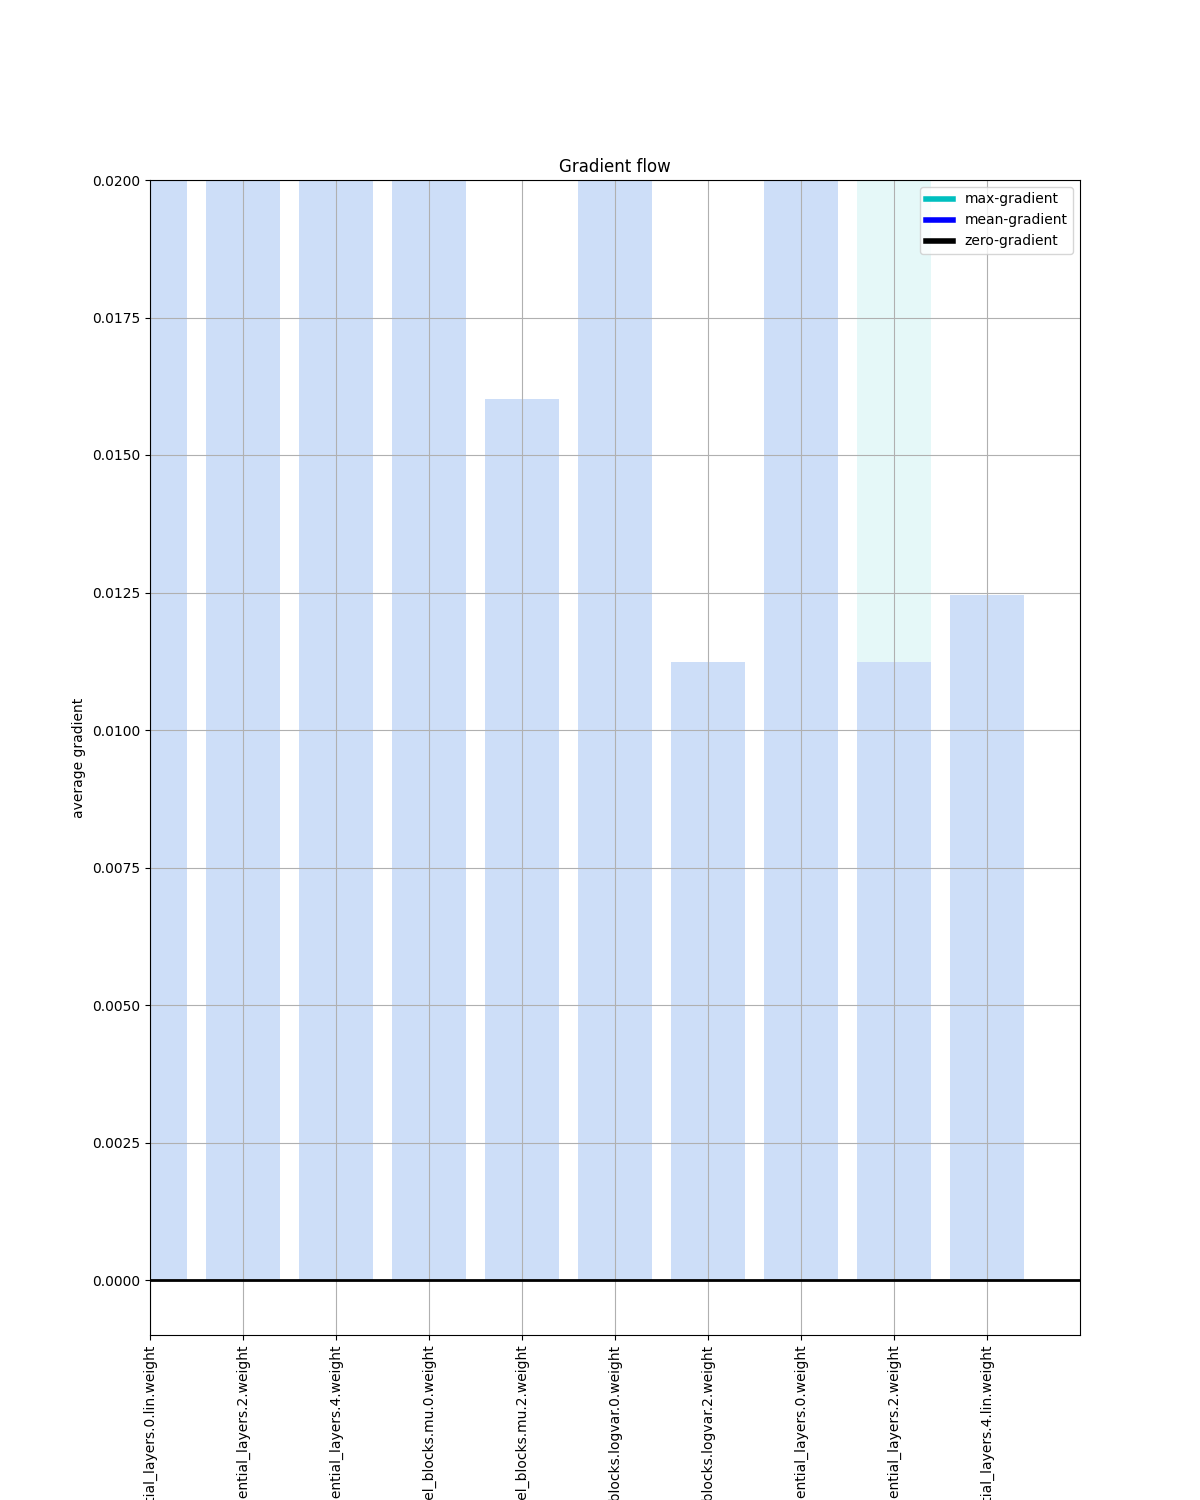 Gradient flow
max-gradient
mean-gradient
zero-gradient
0.0200
0.0175
0.0150
0.0125
0.0100
0.0075
0.0050
0.0025
0.0000
average gradient
tial_layers.0.lin.weight
ential_layers.2.weight
ential_layers.4.weight
el_blocks.mu.0.weight
el_blocks.mu.2.weight
blocks.logvar.0.weight
blocks.logvar.2.weight
ential_layers.0.weight
ential_layers.2.weight
tial_layers.4.lin.weight